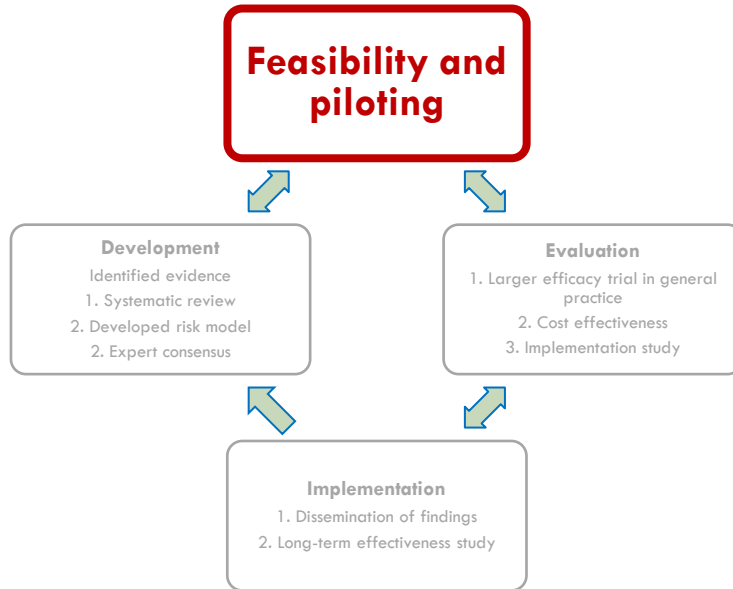 Feasibility and
piloting
Development
Identified evidence
1. Systematic review
2. Developed risk model
2. Expert consensus
Evaluation
1. Larger efficacy trial in general
practice
2. Cost effectiveness
3. Implementation study
Implementation
1. Dissemination of findings
2. Long-term effectiveness study